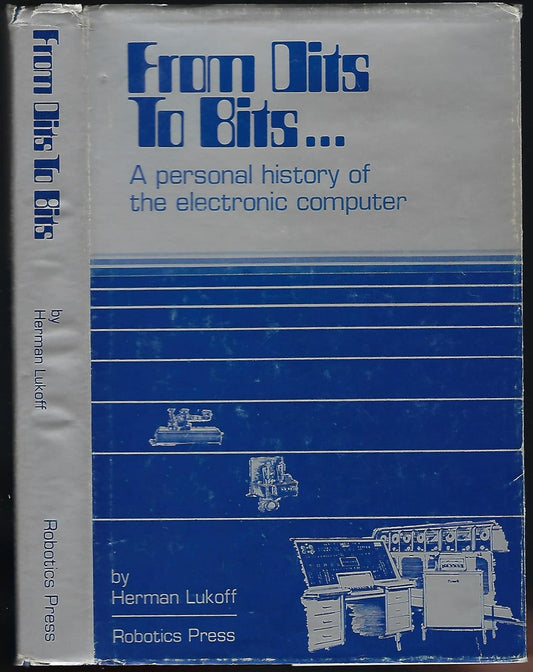 From Dits To Bits
by
Herman Lukoff
Robotics Press
From Dits
To Bits...
A personal history of
the electronic computer
by
Herman Lukoff
Robotics Press